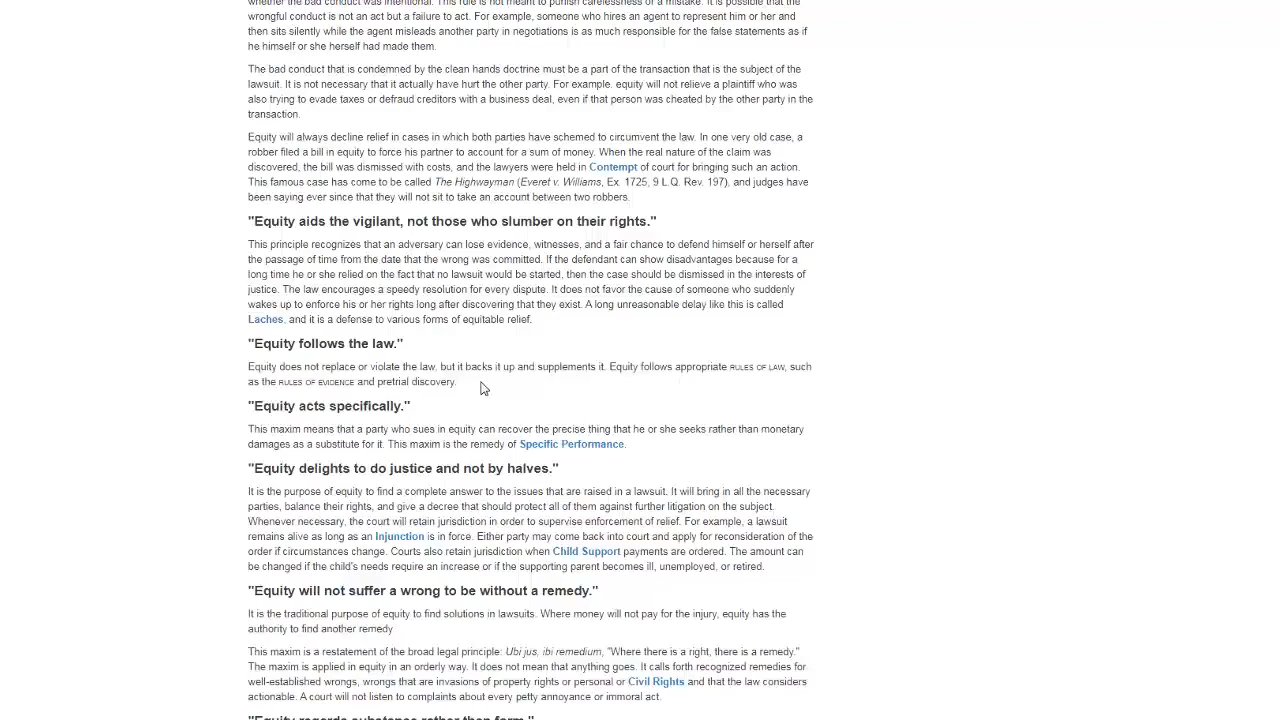 whether the bad conduct was intentional. This rule is not meant to punish carelessness or a mistake. It is possible that the
wrongful conduct is not an act but a failure to act. For example, someone who hires an agent to represent him or her and
then sits silently while the agent misleads another party in negotiations is as much responsible for the false statements as if
he himself or she herself had made them.
The bad conduct that is condemned by the clean hands doctrine must be a part of the transaction that is the subject of the
lawsuit. It is not necessary that it actually have hurt the other party. For example. equity will not relieve a plaintiff who was
also trying to evade taxes or defraud creditors with a business deal, even if that person was cheated by the other party in the
transaction.
Equity will always decline relief in cases in which both parties have schemed to circumvent the law. In one very old case, a
robber filed a bill in equity to force his partner to account for a sum of money. When the real nature of the claim was
discovered, the bill was dismissed with costs, and the lawyers were held in Contempt of court for bringing such an action.
This famous case has come to be called The Highwayman (Everet v. Williams, Ex. 1725, 9 L.Q. Rev. 197), and judges have
been saying ever since that they will not sit to take an account between two robbers.
"Equity aids the vigilant, not those who slumber on their rights."
This principle recognizes that an adversary can lose evidence, witnesses, and a fair chance to defend himself or herself after
the passage of time from the date that the wrong was committed. If the defendant can show disadvantages because for a
long time he or she relied on the fact that no lawsuit would be started, then the case should be dismissed in the interests of
justice. The law encourages a speedy resolution for every dispute. It does not favor the cause of someone who suddenly
wakes up to enforce his or her rights long after discovering that they exist. A long unreasonable delay like this is called
Laches, and it is a defense to various forms of equitable relief.
"Equity follows the law."
Equity does not replace or violate the law, but it backs it up and supplements it. Equity follows appropriate RULES OF LAW, such
as the RULES OF EVIDENCE and pretrial discovery.
"Equity acts specifically."
This maxim means that a party who sues in equity can recover the precise thing that he or she seeks rather than monetary
damages as a substitute for it. This maxim is the remedy of Specific Performance.
"Equity delights to do justice and not by halves."
It is the purpose of equity to find a complete answer to the issues that are raised in a lawsuit. It will bring in all the necessary
parties, balance their rights, and give a decree that should protect all of them against further litigation on the subject.
Whenever necessary, the court will retain jurisdiction in order to supervise enforcement of relief. For example, a lawsuit
remains alive as long as an Injunction is in force. Either party may come back into court and apply for reconsideration of the
order if circumstances change. Courts also retain jurisdiction when Child Support payments are ordered. The amount can
be changed if the child's needs require an increase or if the supporting parent becomes ill, unemployed, or retired.
"Equity will not suffer a wrong to be without a remedy."
It is the traditional purpose of equity to find solutions in lawsuits. Where money will not pay for the injury, equity has the
authority to find another remedy
This maxim is a restatement of the broad legal principle: Ubi jus, ibi remedium, "Where there is a right, there is a remedy."
The maxim is applied in equity in an orderly way. It does not mean that anything goes. It calls forth recognized remedies for
well-established wrongs, wrongs that are invasions of property rights or personal or Civil Rights and that the law considers
actionable. A court will not listen to complaints about every petty annoyance or immoral act.
"Equity regards substance rather than form."